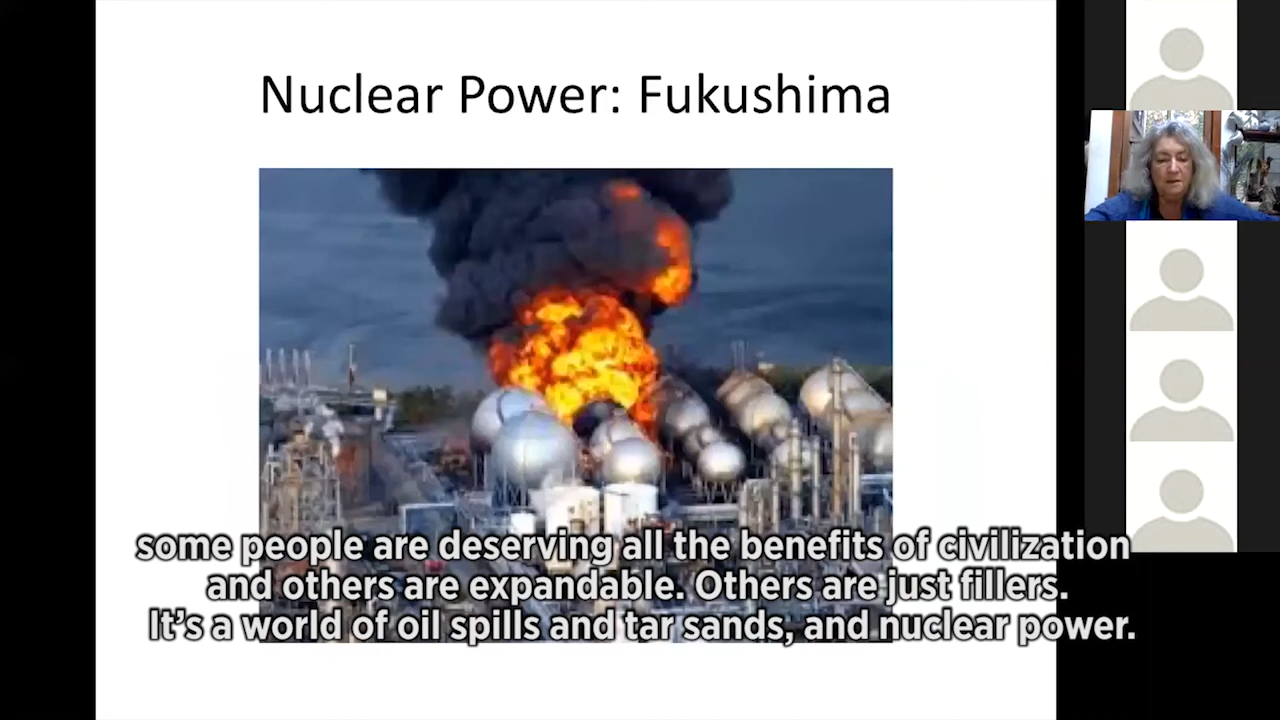 Nuclear Power: Fukushima
some people are deserving all the benefits of civilization
and others are expandable. Others are just fillers.
It’s a world of oil spills and tar sands, and nuclear power.